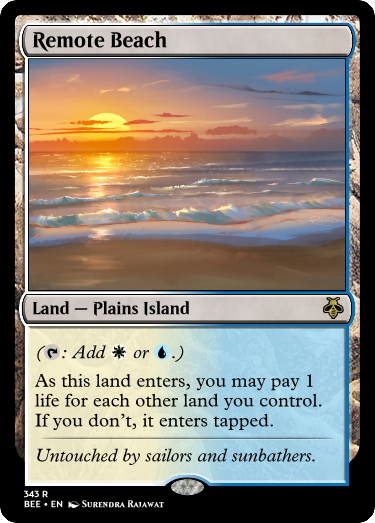 Remote Beach
Land — Plains Island
(: Add or .)
As this land enters, you may pay 1
life for each other land you control.
If you don't, it enters tapped.
Untouched by sailors and sunbathers.
343 R
BEE • EN Surendra Rajawat